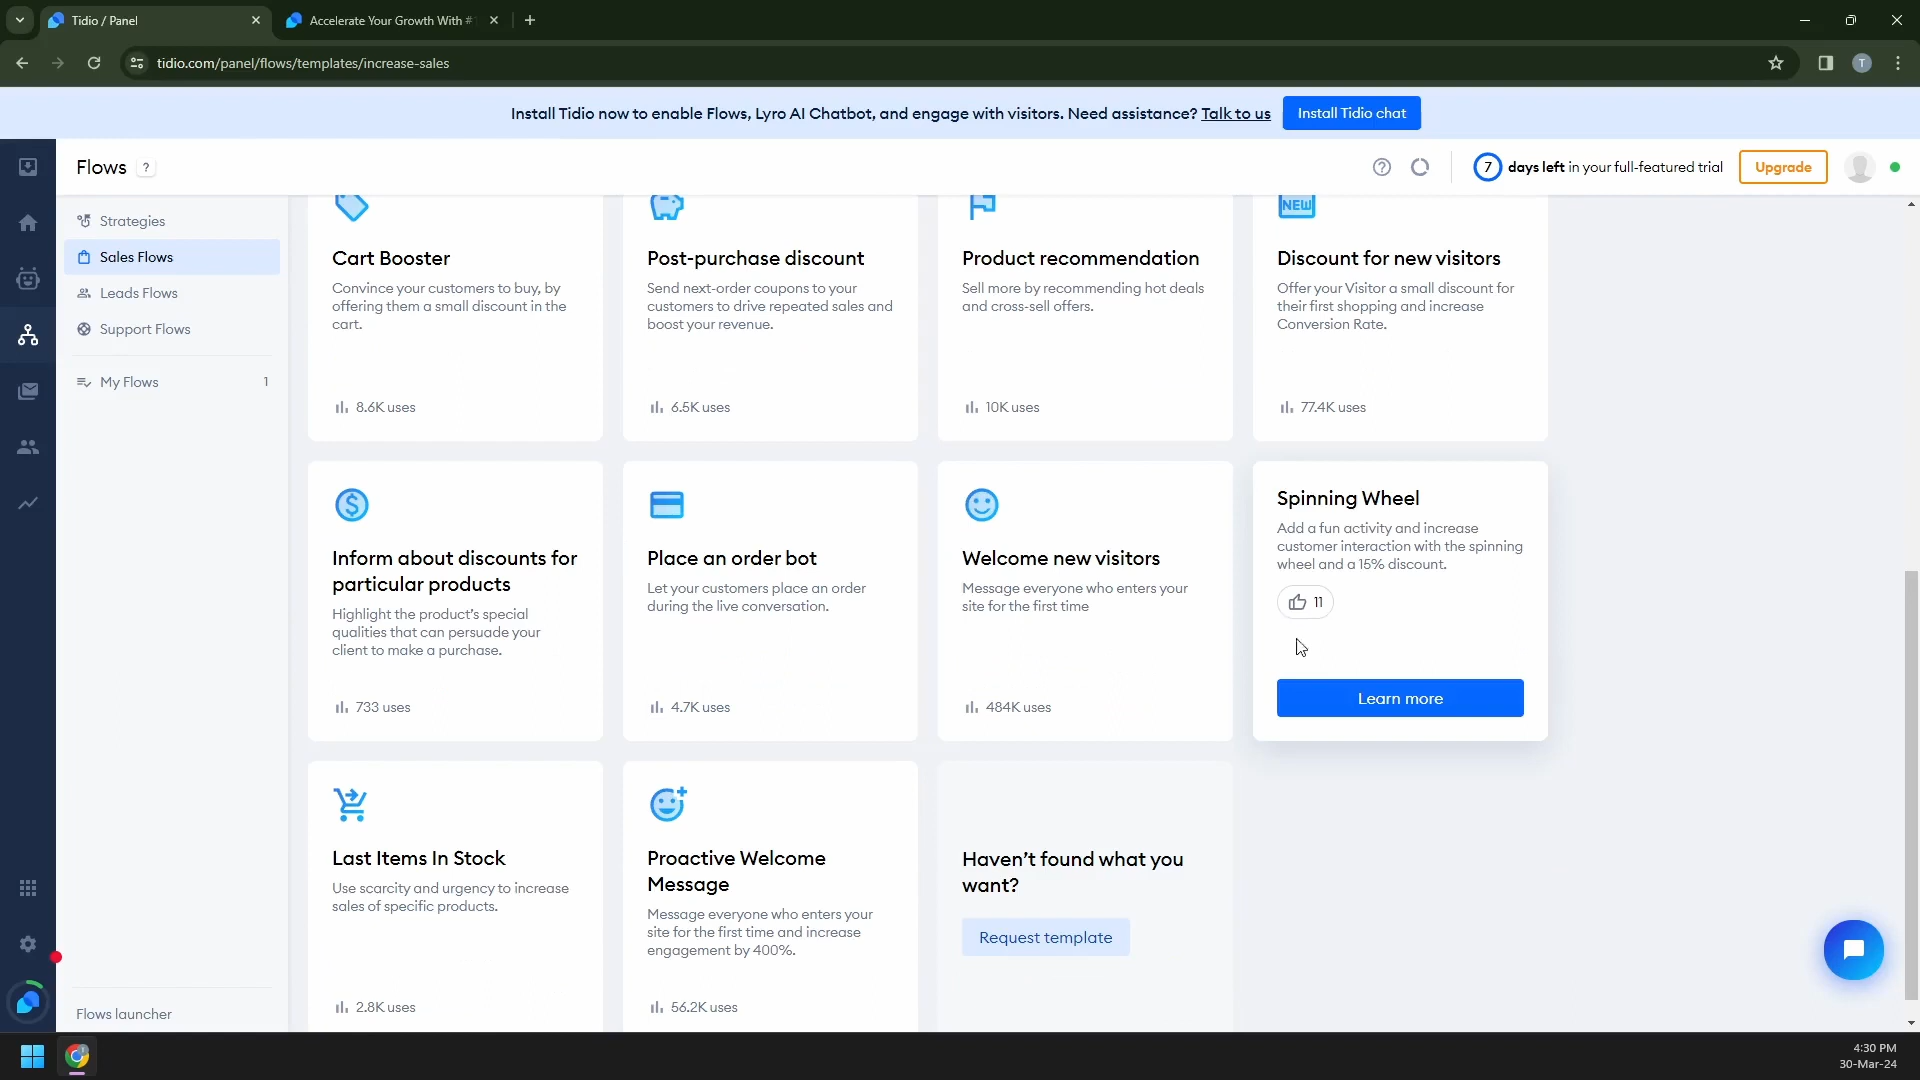 Tidio / Panel
Accelerate Your Growth With #
tidio.com/panel/flows/templates/increase-sales
T
Install Tidio now to enable Flows, Lyro AI Chatbot, and engage with visitors. Need assistance? Talk to us
Install Tidio chat
Flows ?
7 days left in your full-featured trial
Upgrade
Strategies
Sales Flows
Leads Flows
Support Flows
My Flows 1
Flows launcher
Cart Booster
Convince your customers to buy, by
offering them a small discount in the
cart.
8.6K uses
Post-purchase discount
Send next-order coupons to your
customers to drive repeated sales and
boost your revenue.
6.5K uses
Product recommendation
Sell more by recommending hot deals
and cross-sell offers.
10K uses
NEW
Discount for new visitors
Offer your Visitor a small discount for
their first shopping and increase
Conversion Rate.
77.4K uses
Inform about discounts for
particular products
Highlight the product's special
qualities that can persuade your
client to make a purchase.
733 uses
Place an order bot
Let your customers place an order
during the live conversation.
4.7K uses
Welcome new visitors
Message everyone who enters your
site for the first time
484K uses
Spinning Wheel
Add a fun activity and increase
customer interaction with the spinning
wheel and a 15% discount.
11
Learn more
Last Items In Stock
Use scarcity and urgency to increase
sales of specific products.
2.8K uses
Proactive Welcome
Message
Message everyone who enters your
site for the first time and increase
engagement by 400%.
56.2K uses
Haven't found what you
want?
Request template
4:30 PM
30-Mar-24